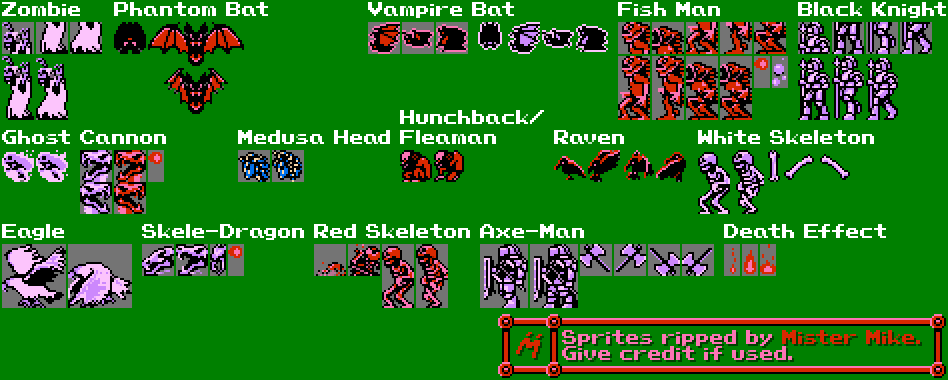 Zombie Phantom Bat Vampire Bat Fish Man Black Knight
Hunchback/
Ghost Cannon Medusa Head Fleaman Raven White Skeleton
Eagle Skele-Dragon Red Skeleton Axe-Man Death Effect
Sprites ripped by Mister Mike.
Give credit if used.